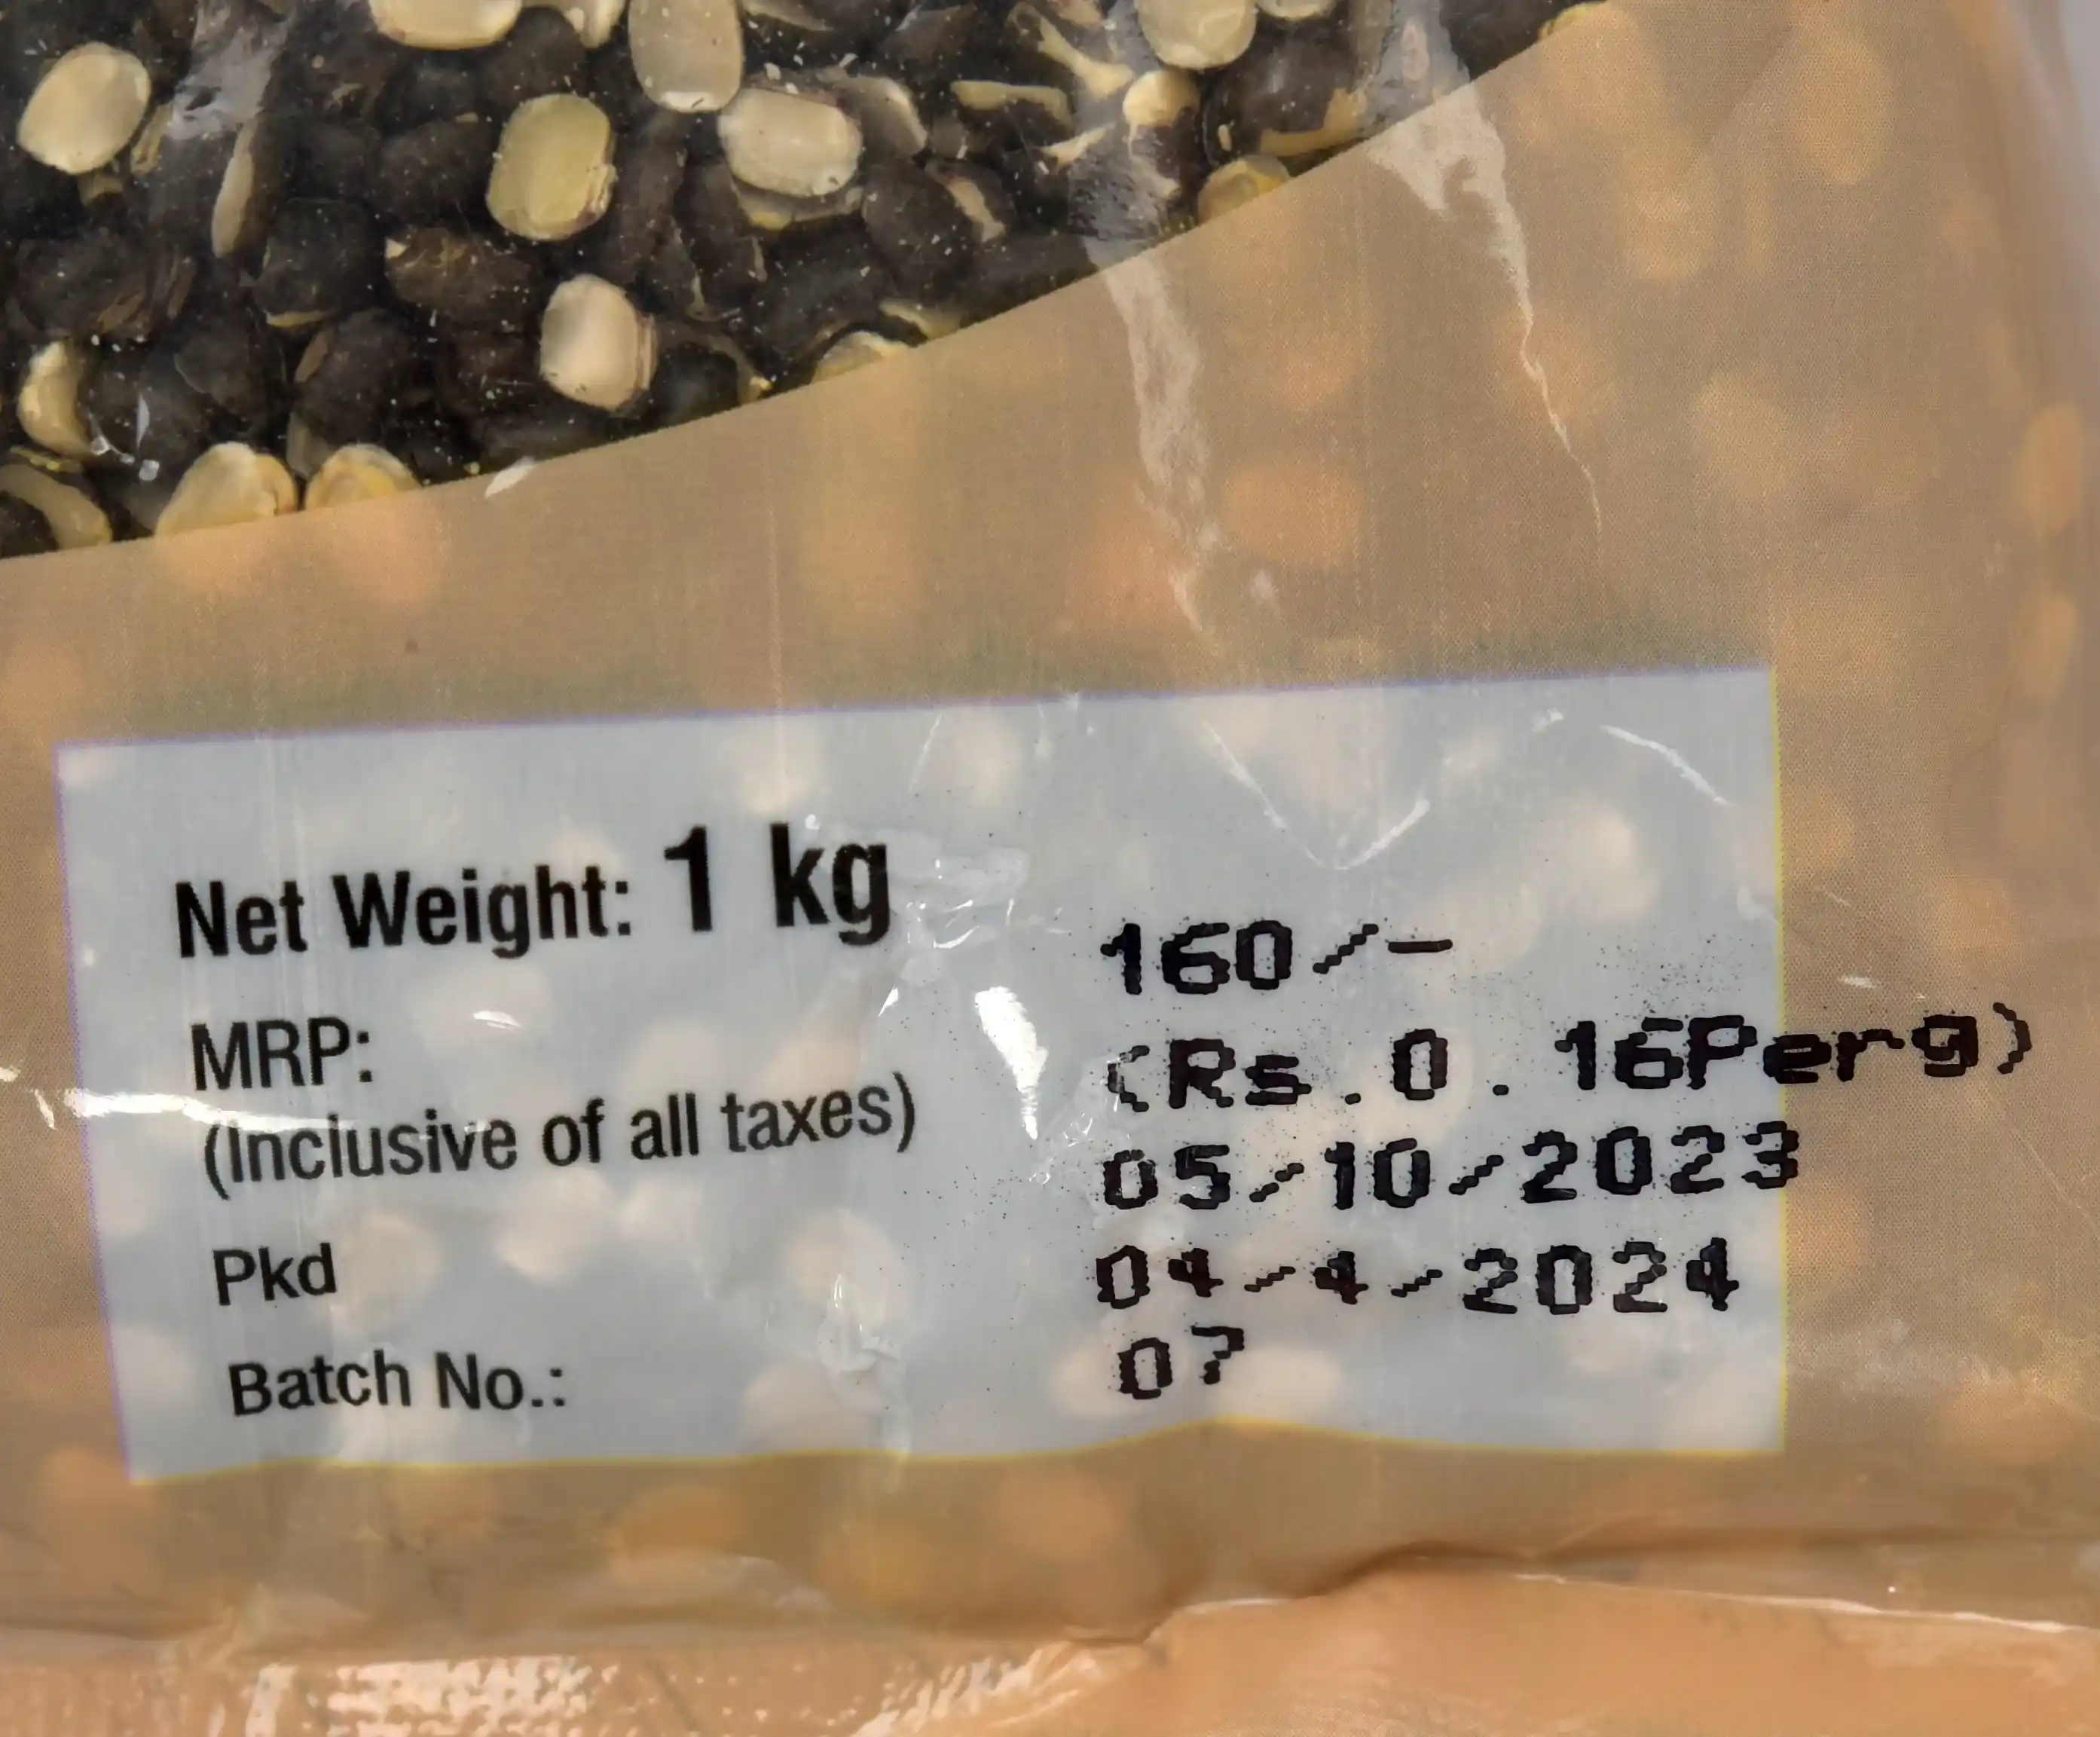 Net Weight: 1 kg
160/-
MRP:
(Rs.0.16Perg)
(Inclusive of all taxes)
05/10/2023
Pkd
04/4/2024
Batch No.:
07